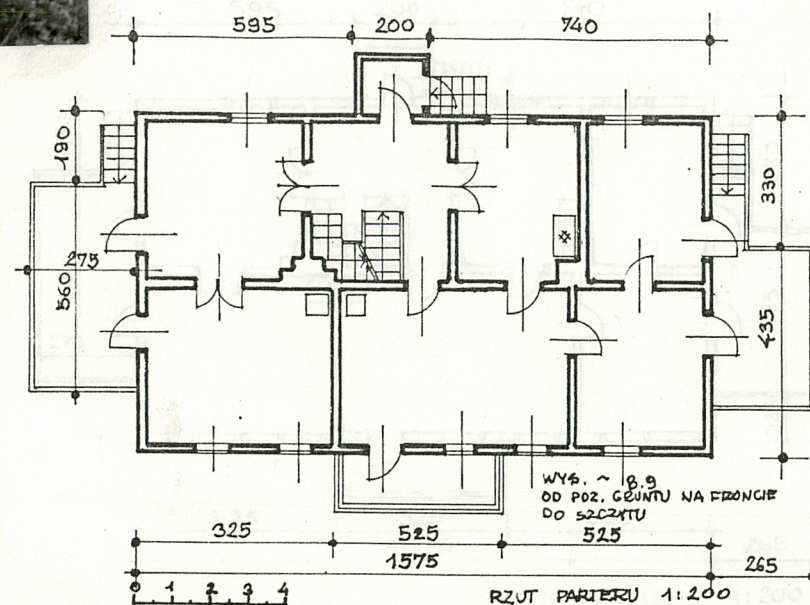 595 200 740
190
275
560
330
435
WYS. ~ 8.9
OD POZ. GRUNTU NA FRONCIE
DO SZCZYTU
325 525 525
1575 265
0 1 2 3 4
RZUT PARTERU 1:200